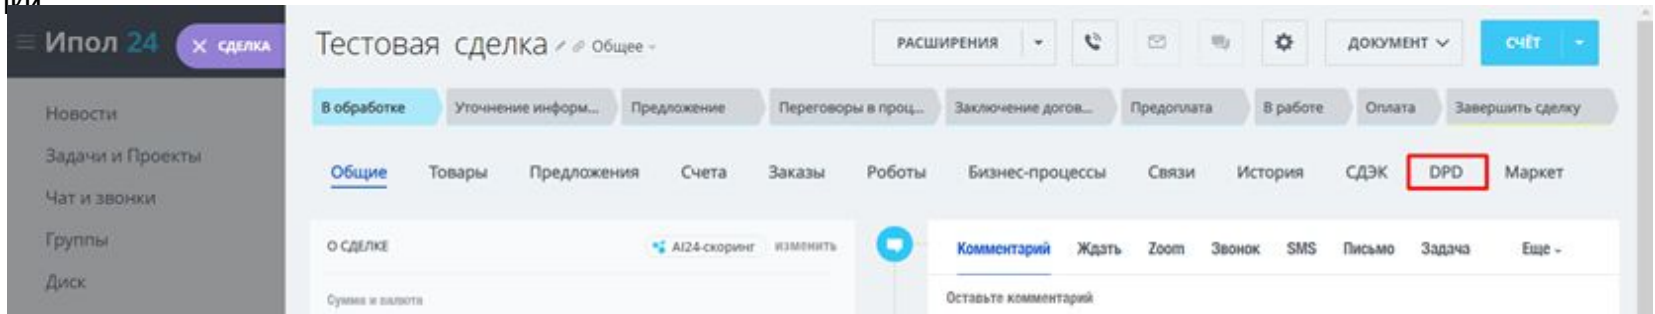 Ипол 24
× СДЕЛКА
Тестовая сделка Общее
РАСШИРЕНИЯ
ДОКУМЕНТ
СЧЁТ
В обработке
Уточнение информ...
Предложение
Переговоры в проц...
Заключение догов...
Предоплата
В работе
Оплата
Завершить сделку
Новости
Задачи и Проекты
Чат и звонки
Группы
Диск
Общие
Товары
Предложения
Счета
Заказы
Роботы
Бизнес-процессы
Связи
История
СДЭК
DPD
Маркет
О СДЕЛКЕ
AI24-скоринг
изменить
Сумма и валюта
Комментарий
Ждать
Zoom
Звонок
SMS
Письмо
Задача
Еще
Оставьте комментарий